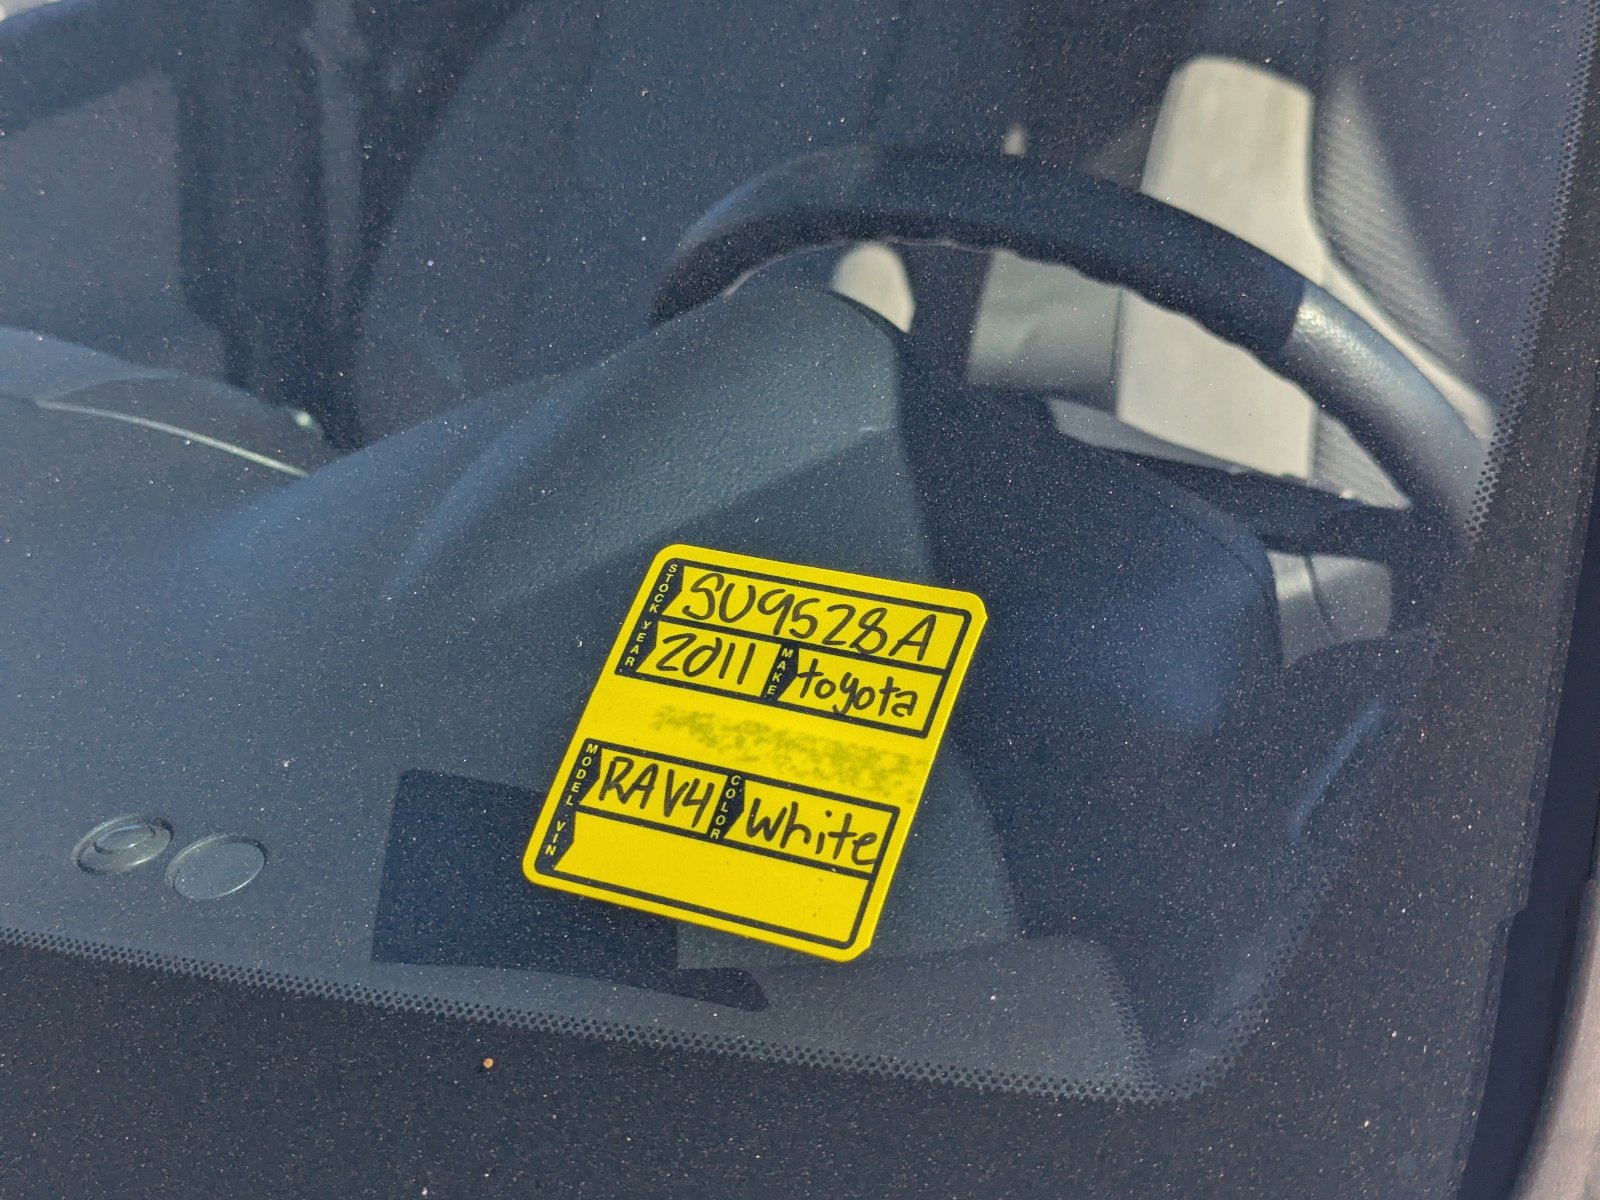 STOCK SU9528A
YEAR 2011 MAKE toyota
MODEL RAV4 COLOR White
VIN